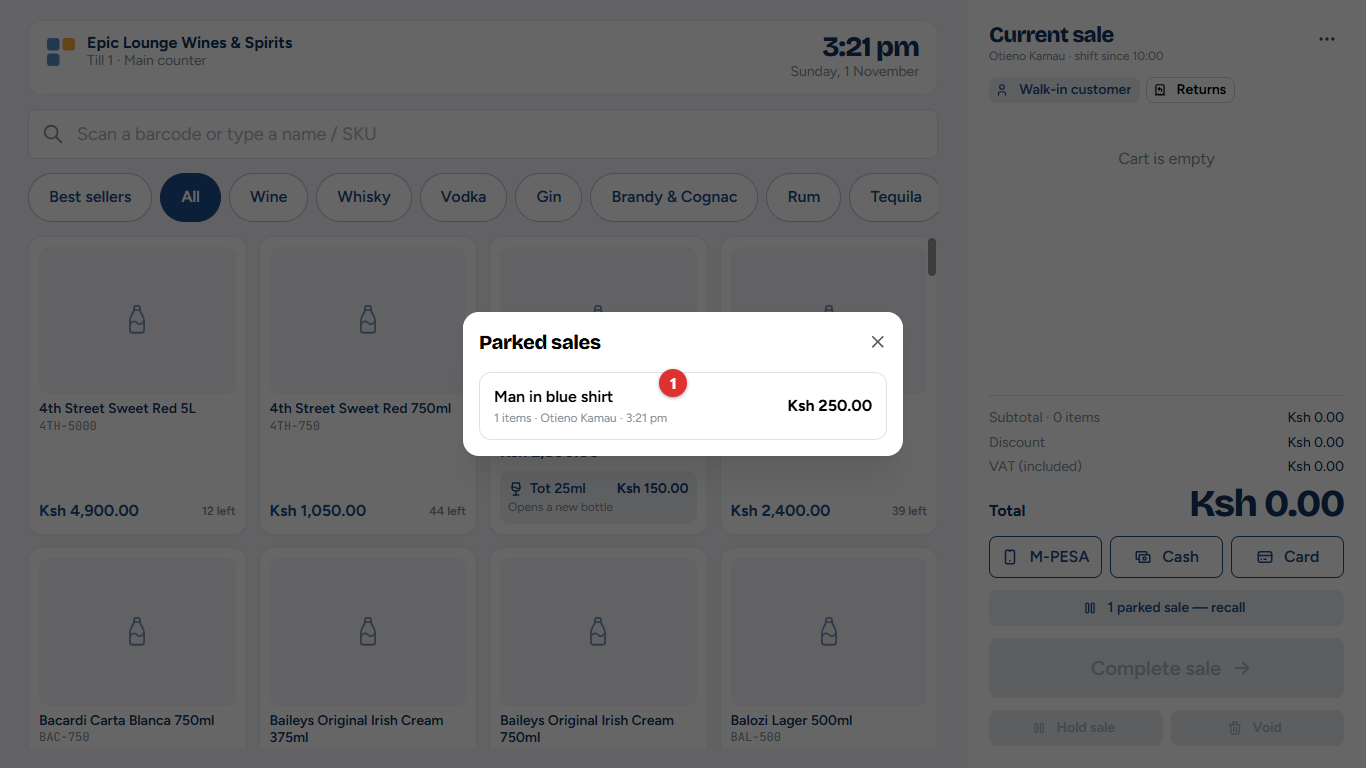 Epic Lounge Wines & Spirits
Till 1 · Main counter
3:21 pm
Sunday, 1 November
Scan a barcode or type a name / SKU
Best sellers
All
Wine
Whisky
Vodka
Gin
Brandy & Cognac
Rum
Tequila
4th Street Sweet Red 5L
4TH-5000
Ksh 4,900.00
12 left
4th Street Sweet Red 750ml
4TH-750
Ksh 1,050.00
44 left
Tot 25ml
Ksh 150.00
Opens a new bottle
Ksh 2,400.00
39 left
Bacardi Carta Blanca 750ml
BAC-750
Baileys Original Irish Cream
375ml
Baileys Original Irish Cream
750ml
Balozi Lager 500ml
BAL-500
Parked sales
1
Man in blue shirt
1 items · Otieno Kamau · 3:21 pm
Ksh 250.00
Current sale
Otieno Kamau · shift since 10:00
Walk-in customer
Returns
Cart is empty
Subtotal · 0 items
Ksh 0.00
Discount
Ksh 0.00
VAT (included)
Ksh 0.00
Total
Ksh 0.00
M-PESA
Cash
Card
1 parked sale — recall
Complete sale
Hold sale
Void